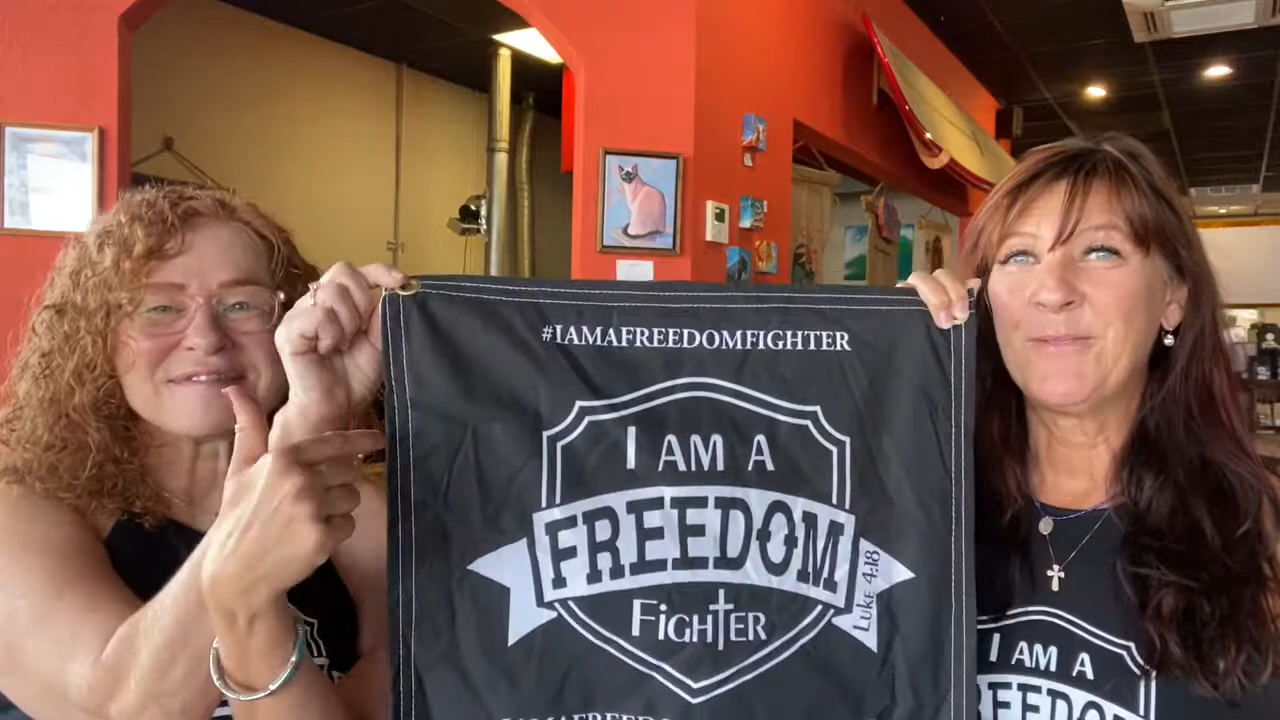 #IAMAFREEDOMFIGHTER
I AM A
FREEDOM
FiGHTER
LUKE 4:18
I AM A